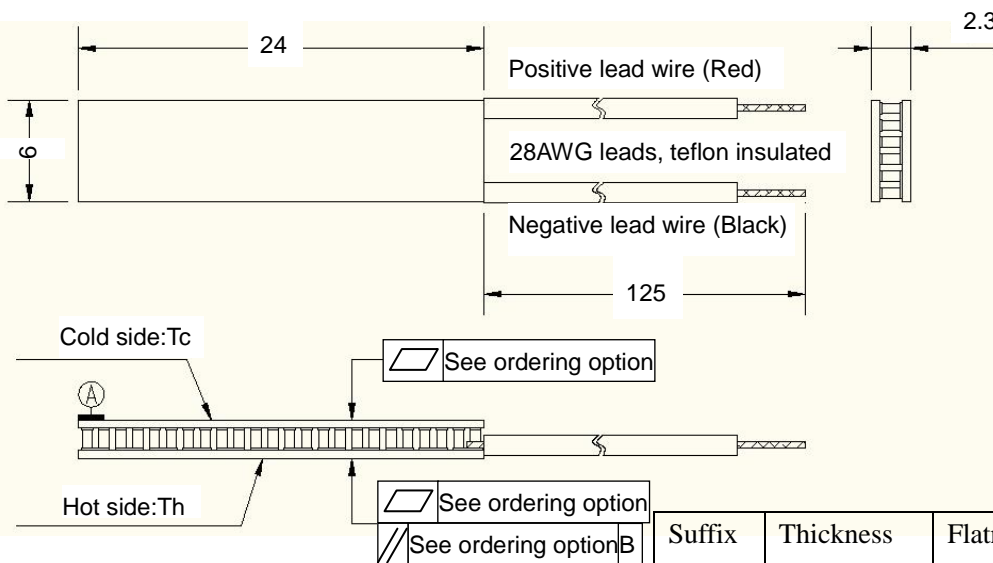 24
2.3
Positive lead wire (Red)
6
28AWG leads, teflon insulated
Negative lead wire (Black)
125
Cold side:Tc
See ordering option
A
Hot side:Th
See ordering option
See ordering option B
Suffix Thickness